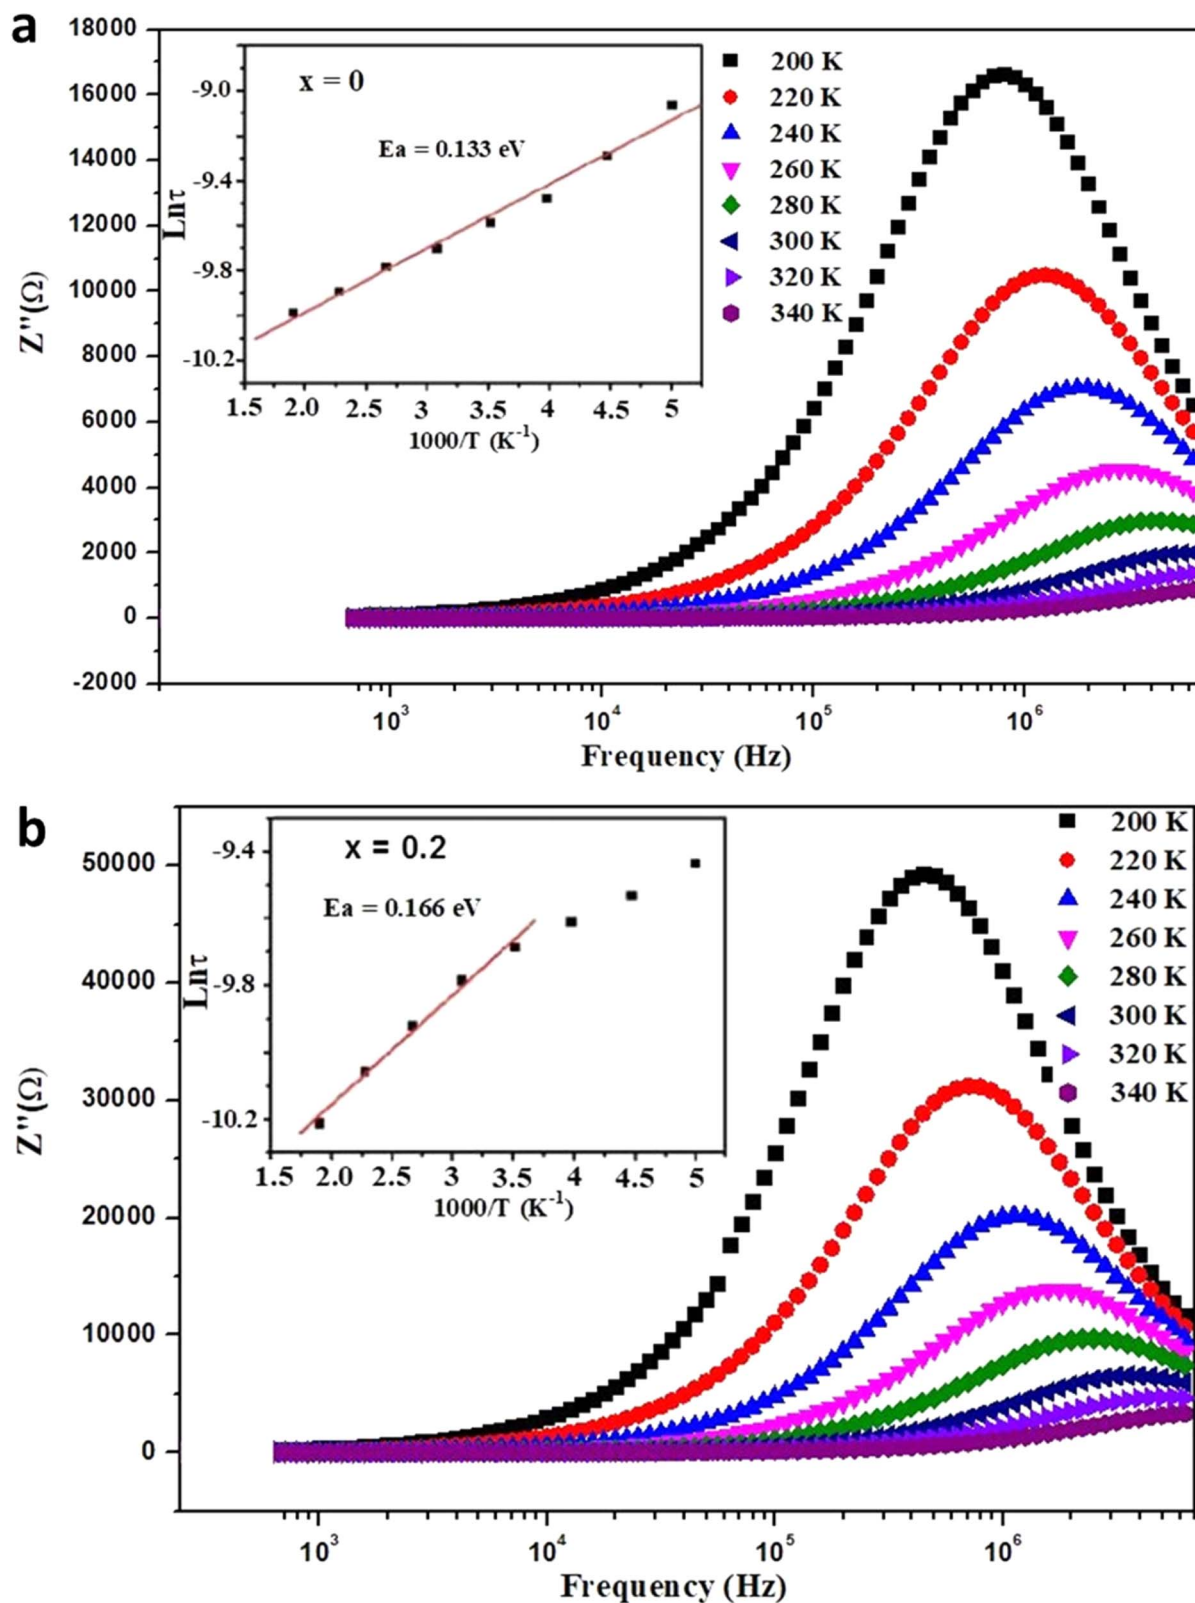 a
18000
16000
14000
12000
10000
8000
6000
4000
2000
0
-2000
Z''(Ω)
10³
10⁴
10⁵
10⁶
Frequency (Hz)
x = 0
Ea = 0.133 eV
-9.0
-9.4
-9.8
-10.2
Lnτ
1.5 2.0 2.5 3 3.5 4 4.5 5
1000/T (K⁻¹)
200 K
220 K
240 K
260 K
280 K
300 K
320 K
340 K
b
50000
40000
30000
20000
10000
0
Z''(Ω)
10³
10⁴
10⁵
10⁶
Frequency (Hz)
x = 0.2
Ea = 0.166 eV
-9.4
-9.8
-10.2
Lnτ
1.5 2.0 2.5 3 3.5 4 4.5 5
1000/T (K⁻¹)
200 K
220 K
240 K
260 K
280 K
300 K
320 K
340 K